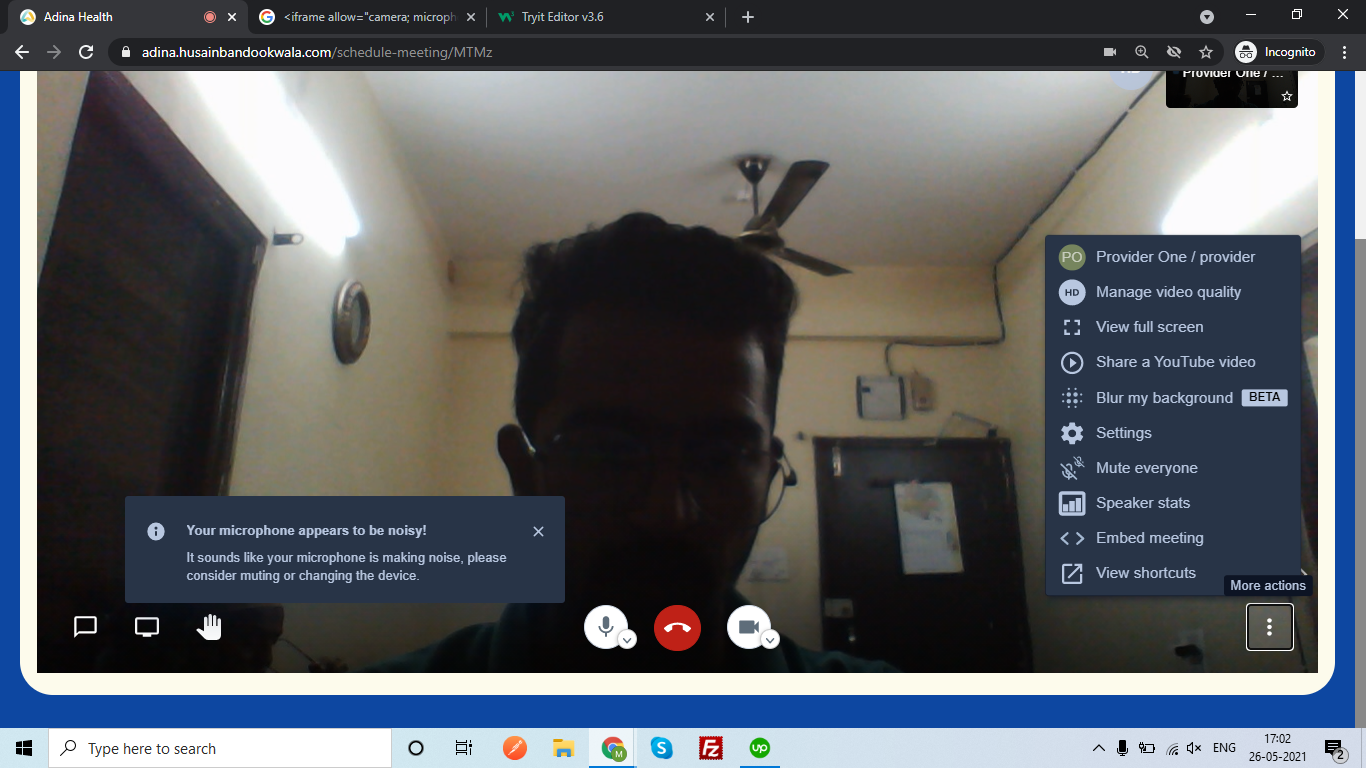 Adina Health
<iframe allow="camera; microph
Tryit Editor v3.6
adina.husainbandookwala.com/schedule-meeting/MTMz
Incognito
Provider One / ...
PO Provider One / provider
HD Manage video quality
View full screen
Share a YouTube video
Blur my background BETA
Settings
Mute everyone
Speaker stats
Embed meeting
View shortcuts
More actions
Your microphone appears to be noisy!
It sounds like your microphone is making noise, please
consider muting or changing the device.
Type here to search
M
S
Fz
up
ENG
17:02
26-05-2021
2